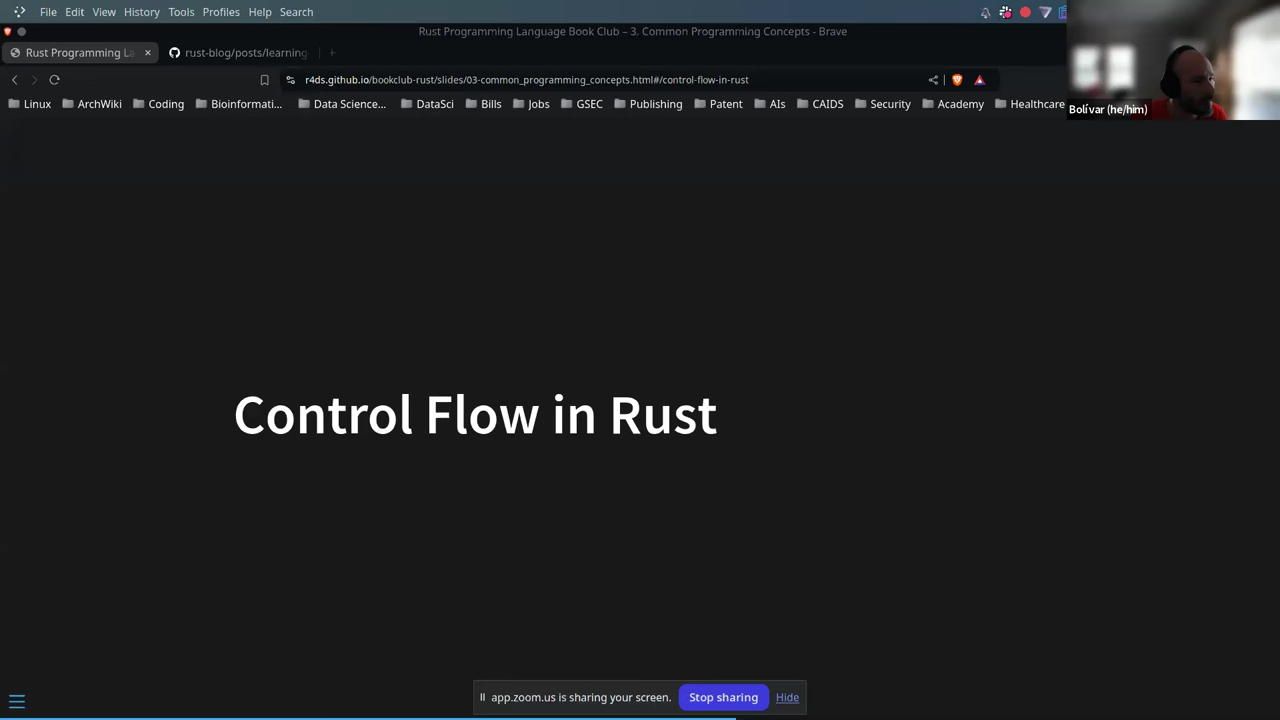 File Edit View History Tools Profiles Help Search
Rust Programming Language Book Club – 3. Common Programming Concepts - Brave
Rust Programming La
rust-blog/posts/learning
r4ds.github.io/bookclub-rust/slides/03-common_programming_concepts.html#/control-flow-in-rust
Linux ArchWiki Coding Bioinformati... Data Science... DataSci Bills Jobs GSEC Publishing Patent AIs CAIDS Security Academy Healthcare
Bolívar (he/him)
Control Flow in Rust
app.zoom.us is sharing your screen. Stop sharing Hide